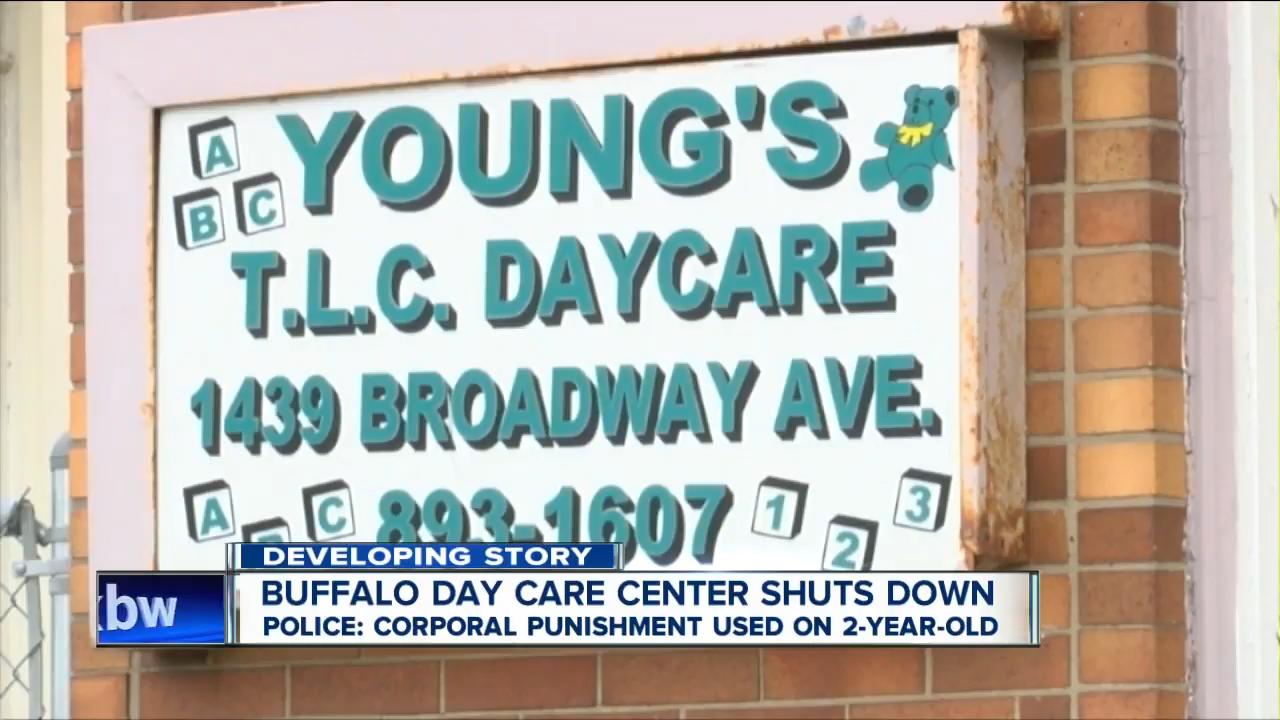 A
B C
YOUNG'S
T.L.C. DAYCARE
1439 BROADWAY AVE.
A C 893-1607 1 2 3
DEVELOPING STORY
BUFFALO DAY CARE CENTER SHUTS DOWN
kbw
POLICE: CORPORAL PUNISHMENT USED ON 2-YEAR-OLD